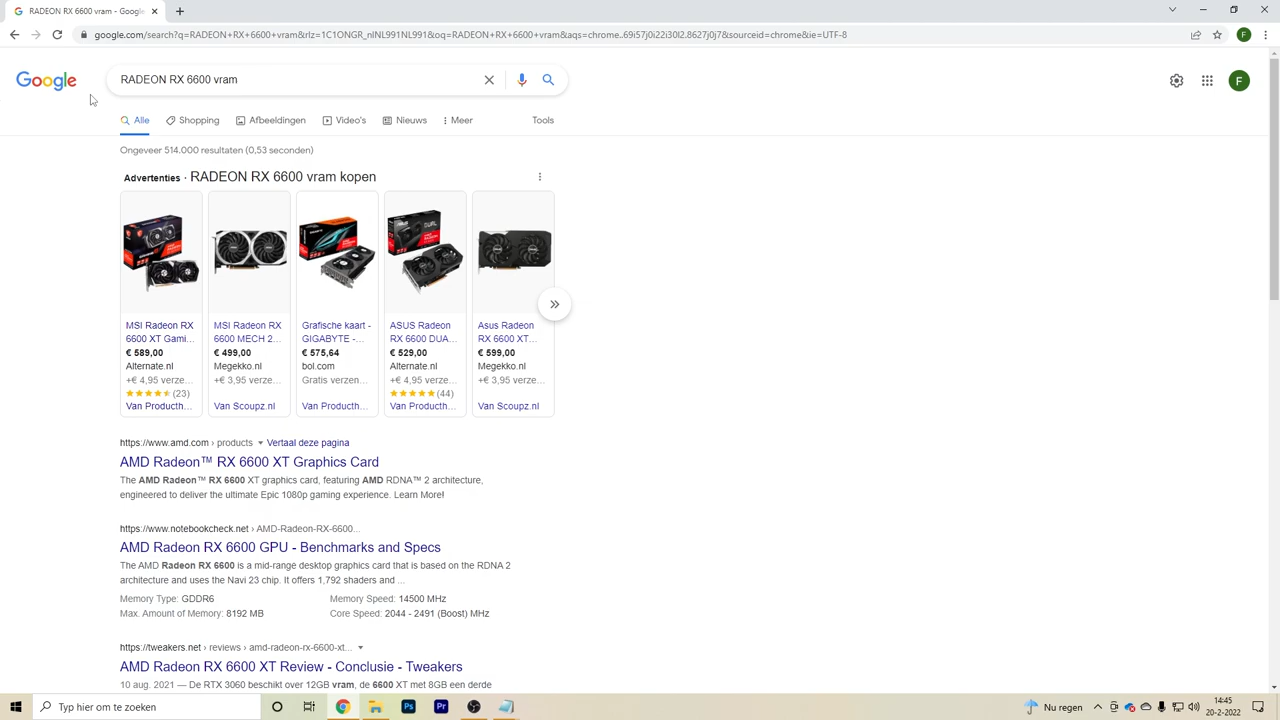 RADEON RX 6600 vram - Google
google.com/search?q=RADEON+RX+6600+vram&rlz=1C1ONGR_nlNL991NL991&oq=RADEON+RX+6600+vram&aqs=chrome..69i57j0i22i30l2.8627j0j7&sourceid=chrome&ie=UTF-8
F
Google
RADEON RX 6600 vram
F
Alle
Shopping
Afbeeldingen
Video's
Nieuws
Meer
Tools
Ongeveer 514.000 resultaten (0,53 seconden)
Advertenties · RADEON RX 6600 vram kopen
MSI Radeon RX
6600 XT Gami...
€ 589,00
Alternate.nl
+€ 4,95 verze...
(23)
Van Producth...
MSI Radeon RX
6600 MECH 2...
€ 499,00
Megekko.nl
+€ 3,95 verze...
Van Scoupz.nl
Grafische kaart -
GIGABYTE -...
€ 575,64
bol.com
Gratis verzen...
Van Producth...
ASUS Radeon
RX 6600 DUA...
€ 529,00
Alternate.nl
+€ 4,95 verze...
(44)
Van Producth...
Asus Radeon
RX 6600 XT...
€ 599,00
Megekko.nl
+€ 3,95 verze...
Van Scoupz.nl
https://www.amd.com › products Vertaal deze pagina
AMD Radeon™ RX 6600 XT Graphics Card
The AMD Radeon™ RX 6600 XT graphics card, featuring AMD RDNA™ 2 architecture,
engineered to deliver the ultimate Epic 1080p gaming experience. Learn More!
https://www.notebookcheck.net › AMD-Radeon-RX-6600...
AMD Radeon RX 6600 GPU - Benchmarks and Specs
The AMD Radeon RX 6600 is a mid-range desktop graphics card that is based on the RDNA 2
architecture and uses the Navi 23 chip. It offers 1,792 shaders and ...
Memory Type: GDDR6 Memory Speed: 14500 MHz
Max. Amount of Memory: 8192 MB Core Speed: 2044 - 2491 (Boost) MHz
https://tweakers.net › reviews › amd-radeon-rx-6600-xt...
AMD Radeon RX 6600 XT Review - Conclusie - Tweakers
10 aug. 2021 — De RTX 3060 beschikt over 12GB vram, de 6600 XT met 8GB een derde
Typ hier om te zoeken
Ps
Pr
Nu regen
14:45
20-2-2022